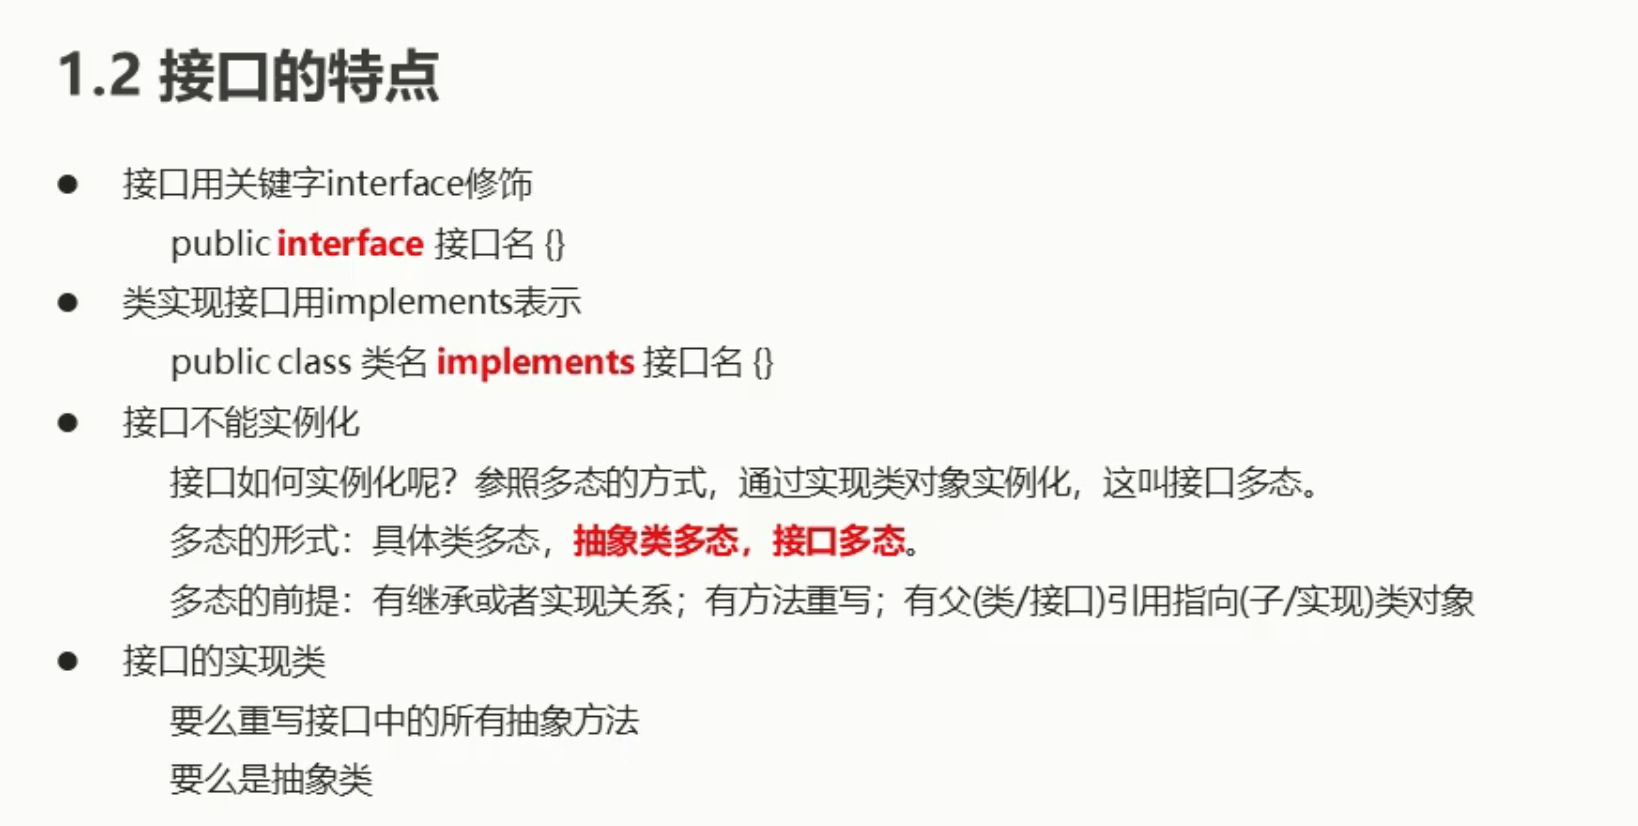 1.2 接口的特点
● 接口用关键字interface修饰
public interface 接口名 {}
● 类实现接口用implements表示
public class 类名 implements 接口名 {}
● 接口不能实例化
接口如何实例化呢？参照多态的方式，通过实现类对象实例化，这叫接口多态。
多态的形式：具体类多态，抽象类多态，接口多态。
多态的前提：有继承或者实现关系；有方法重写；有父(类/接口)引用指向(子/实现)类对象
● 接口的实现类
要么重写接口中的所有抽象方法
要么是抽象类